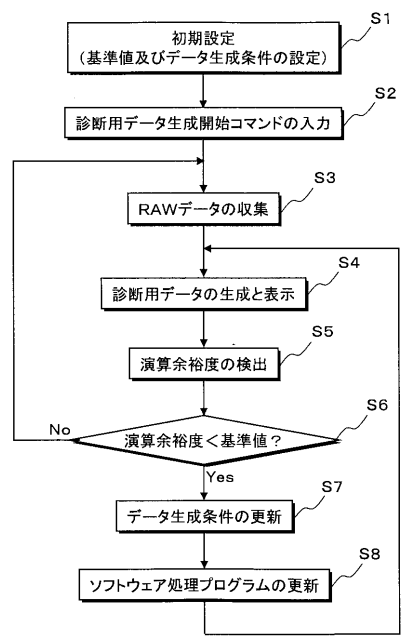 S1
初期設定
(基準値及びデータ生成条件の設定)
S2
診断用データ生成開始コマンドの入力
S3
RAWデータの収集
S4
診断用データの生成と表示
S5
演算余裕度の検出
S6
演算余裕度<基準値?
No
Yes
S7
データ生成条件の更新
S8
ソフトウェア処理プログラムの更新